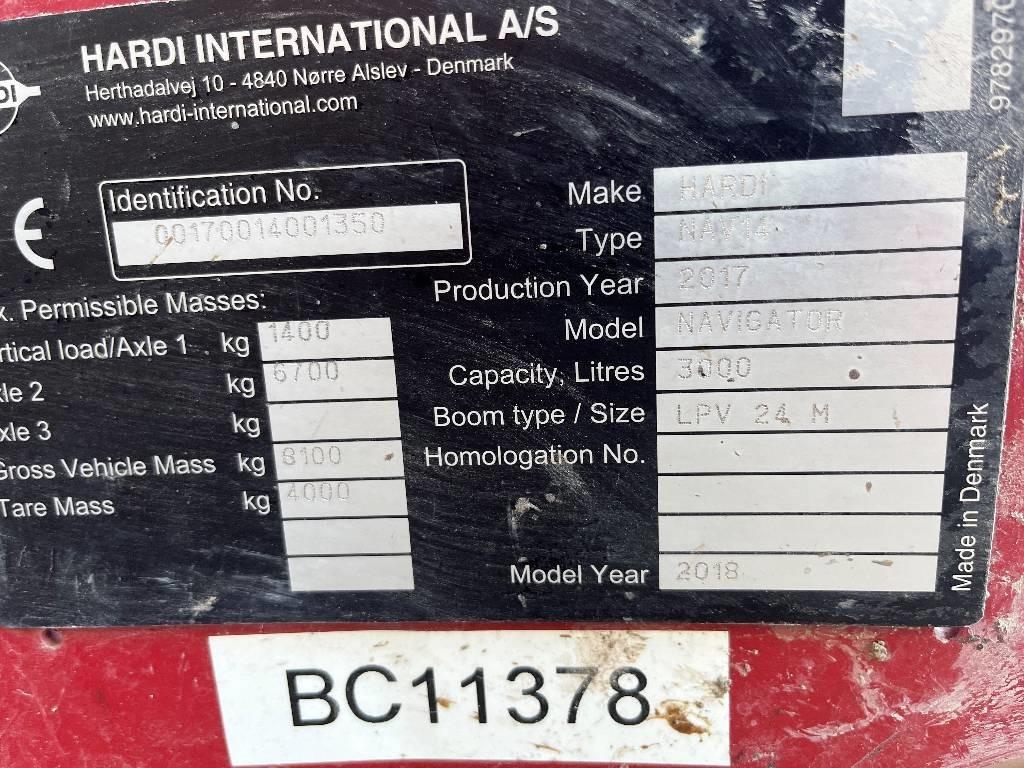 HARDI INTERNATIONAL A/S
Herthadalvej 10 - 4840 Nørre Alslev - Denmark
www.hardi-international.com
CE
Identification No.
00170014001350
Permissible Masses:
load/Axle 1 kg 1400
2 kg 6700
3 kg
Gross Vehicle Mass kg 8100
Tare Mass kg 4000
Make HARDI
Type NAV14
Production Year 2017
Model NAVIGATOR
Capacity, Litres 3000
Boom type / Size LPV 24 M
Homologation No.
Model Year 2018
Made in Denmark
BC11378